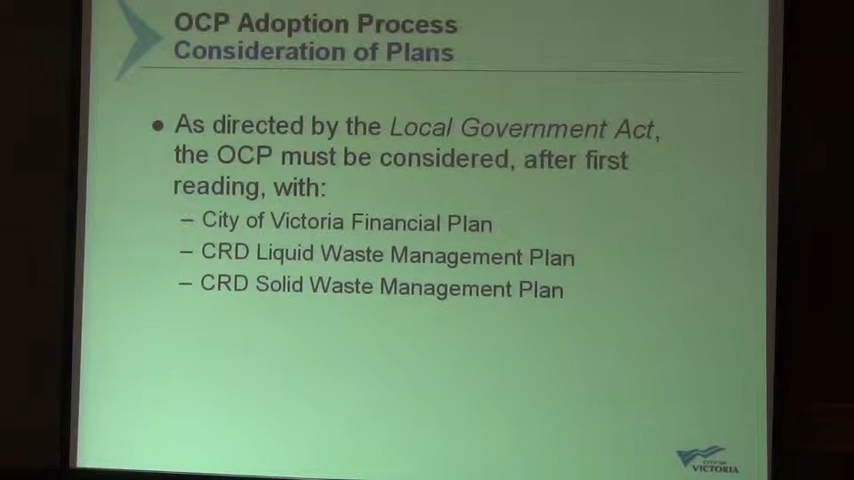 OCP Adoption Process
Consideration of Plans
● As directed by the Local Government Act,
the OCP must be considered, after first
reading, with:
– City of Victoria Financial Plan
– CRD Liquid Waste Management Plan
– CRD Solid Waste Management Plan
CITY OF
VICTORIA